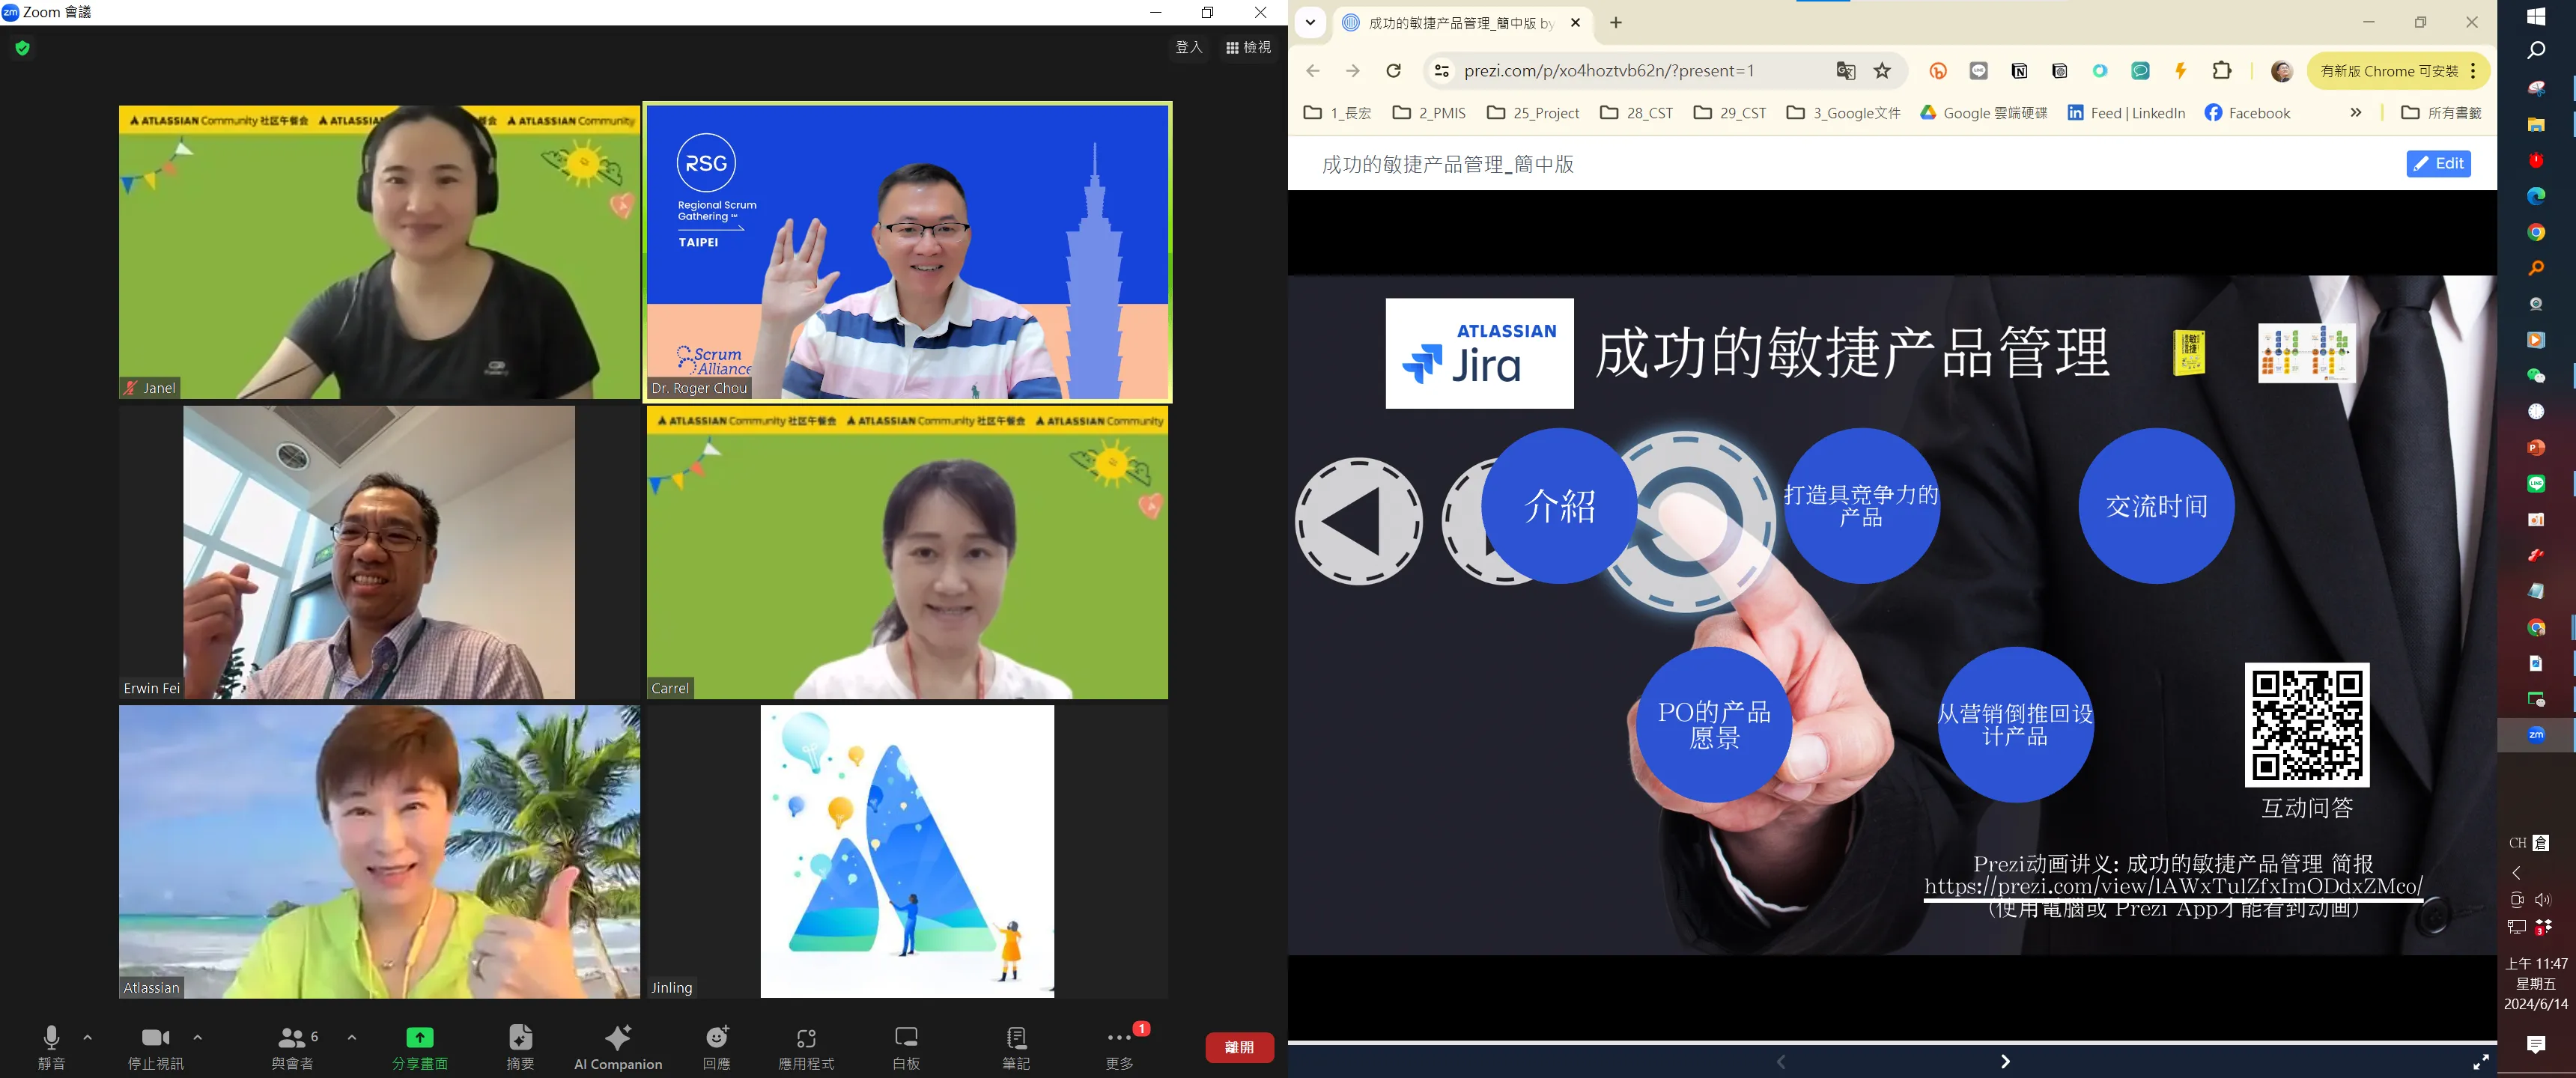 Zoom 會議
登入
檢視
ATLASSIAN Community 社区午餐会
ATLASSIAN Community
Janel
RSG
Regional Scrum
Gathering ™
TAIPEI
Scrum
Alliance
Dr. Roger Chou
Erwin Fei
ATLASSIAN Community 社区午餐会
ATLASSIAN Community 社区午餐会
ATLASSIAN Community
Carrel
Atlassian
Jinling
靜音
停止視訊
6
與會者
分享畫面
摘要
AI Companion
回應
應用程式
白板
筆記
1
更多
離開
成功的敏捷产品管理_簡中版 by
prezi.com/p/xo4hoztvb62n/?present=1
有新版 Chrome 可安裝
1_長宏
2_PMIS
25_Project
28_CST
29_CST
3_Google文件
Google 雲端硬碟
Feed | LinkedIn
Facebook
所有書籤
成功的敏捷产品管理_簡中版
Edit
ATLASSIAN
Jira
成功的敏捷产品管理
介紹
打造具竞争力的
产品
交流时间
PO的产品
愿景
从营销倒推回设
计产品
互动问答
Prezi动画讲义: 成功的敏捷产品管理 简报
https://prezi.com/view/lAWxTulZfxImODdxZMco/
(使用電腦或 Prezi App才能看到动画)
CH 倉
3
上午 11:47
星期五
2024/6/14